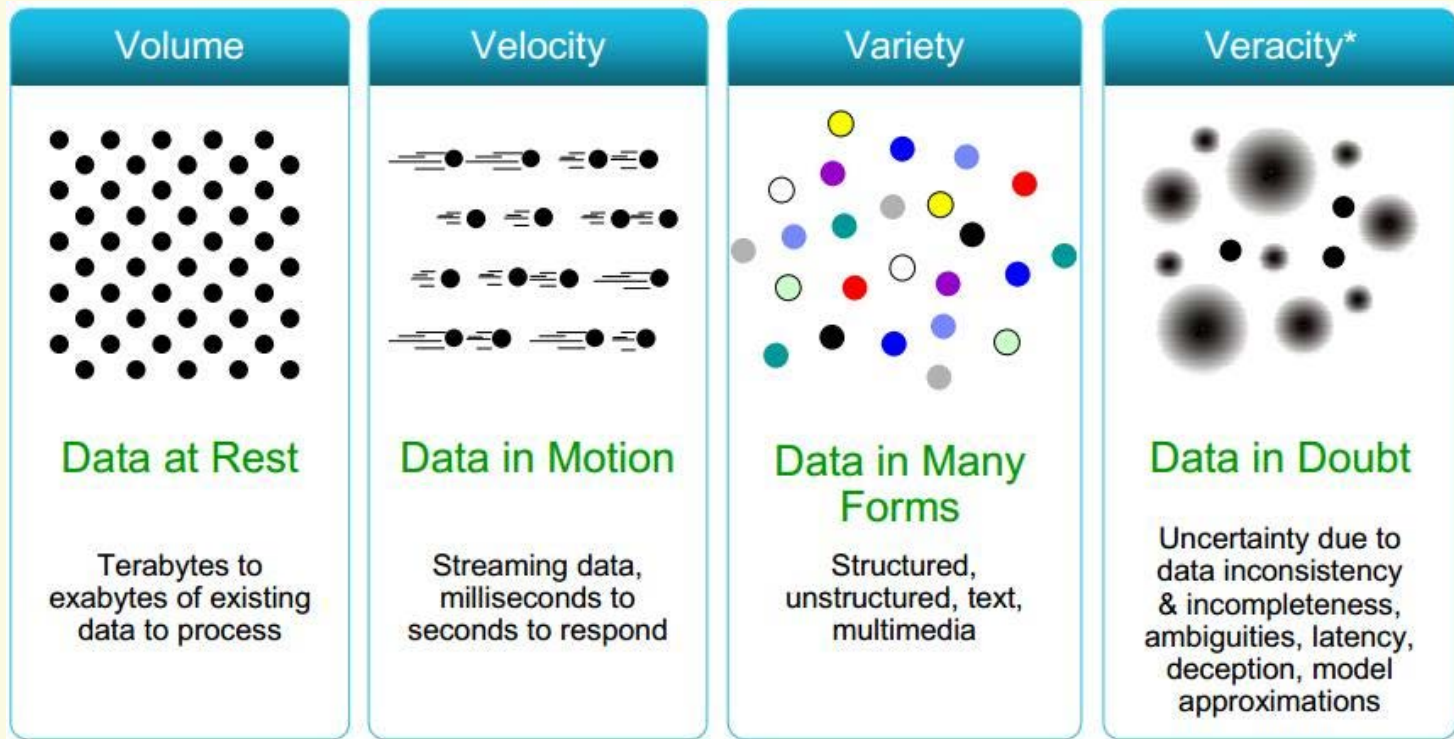 Volume
Data at Rest
Terabytes to
exabytes of existing
data to process
Velocity
Data in Motion
Streaming data,
milliseconds to
seconds to respond
Variety
Data in Many
Forms
Structured,
unstructured, text,
multimedia
Veracity*
Data in Doubt
Uncertainty due to
data inconsistency
& incompleteness,
ambiguities, latency,
deception, model
approximations